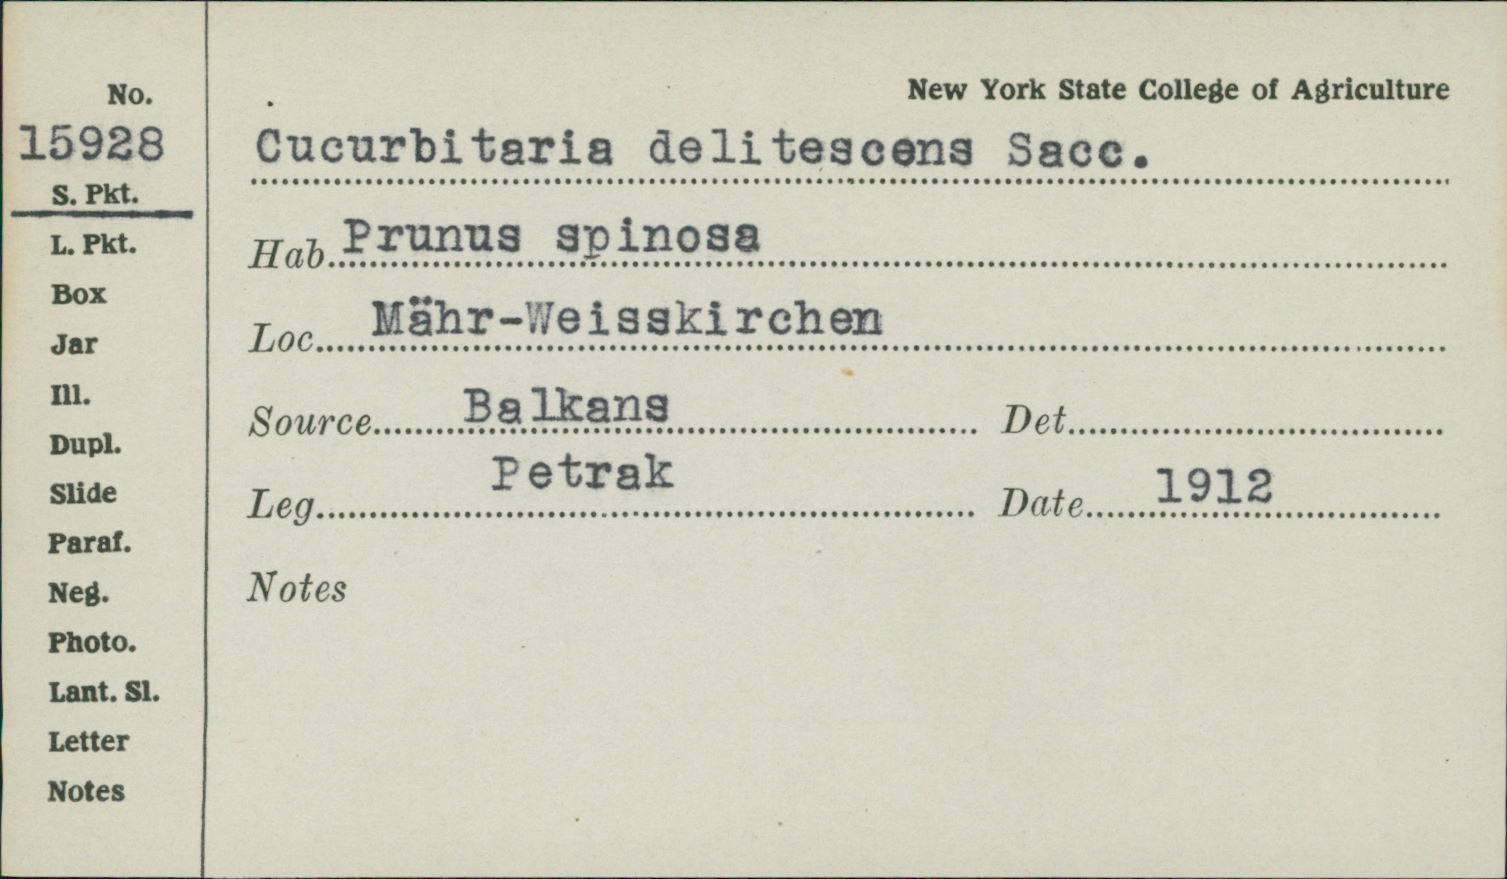 No.
15928
S. Pkt.
L. Pkt.
Box
Jar
Ill.
Dupl.
Slide
Paraf.
Neg.
Photo.
Lant. Sl.
Letter
Notes
New York State College of Agriculture
Cucurbitaria delitescens Sacc.
Hab. Prunus spinosa
Loc. Mähr-Weisskirchen
Source Balkans Det.
Leg. Petrak Date 1912
Notes